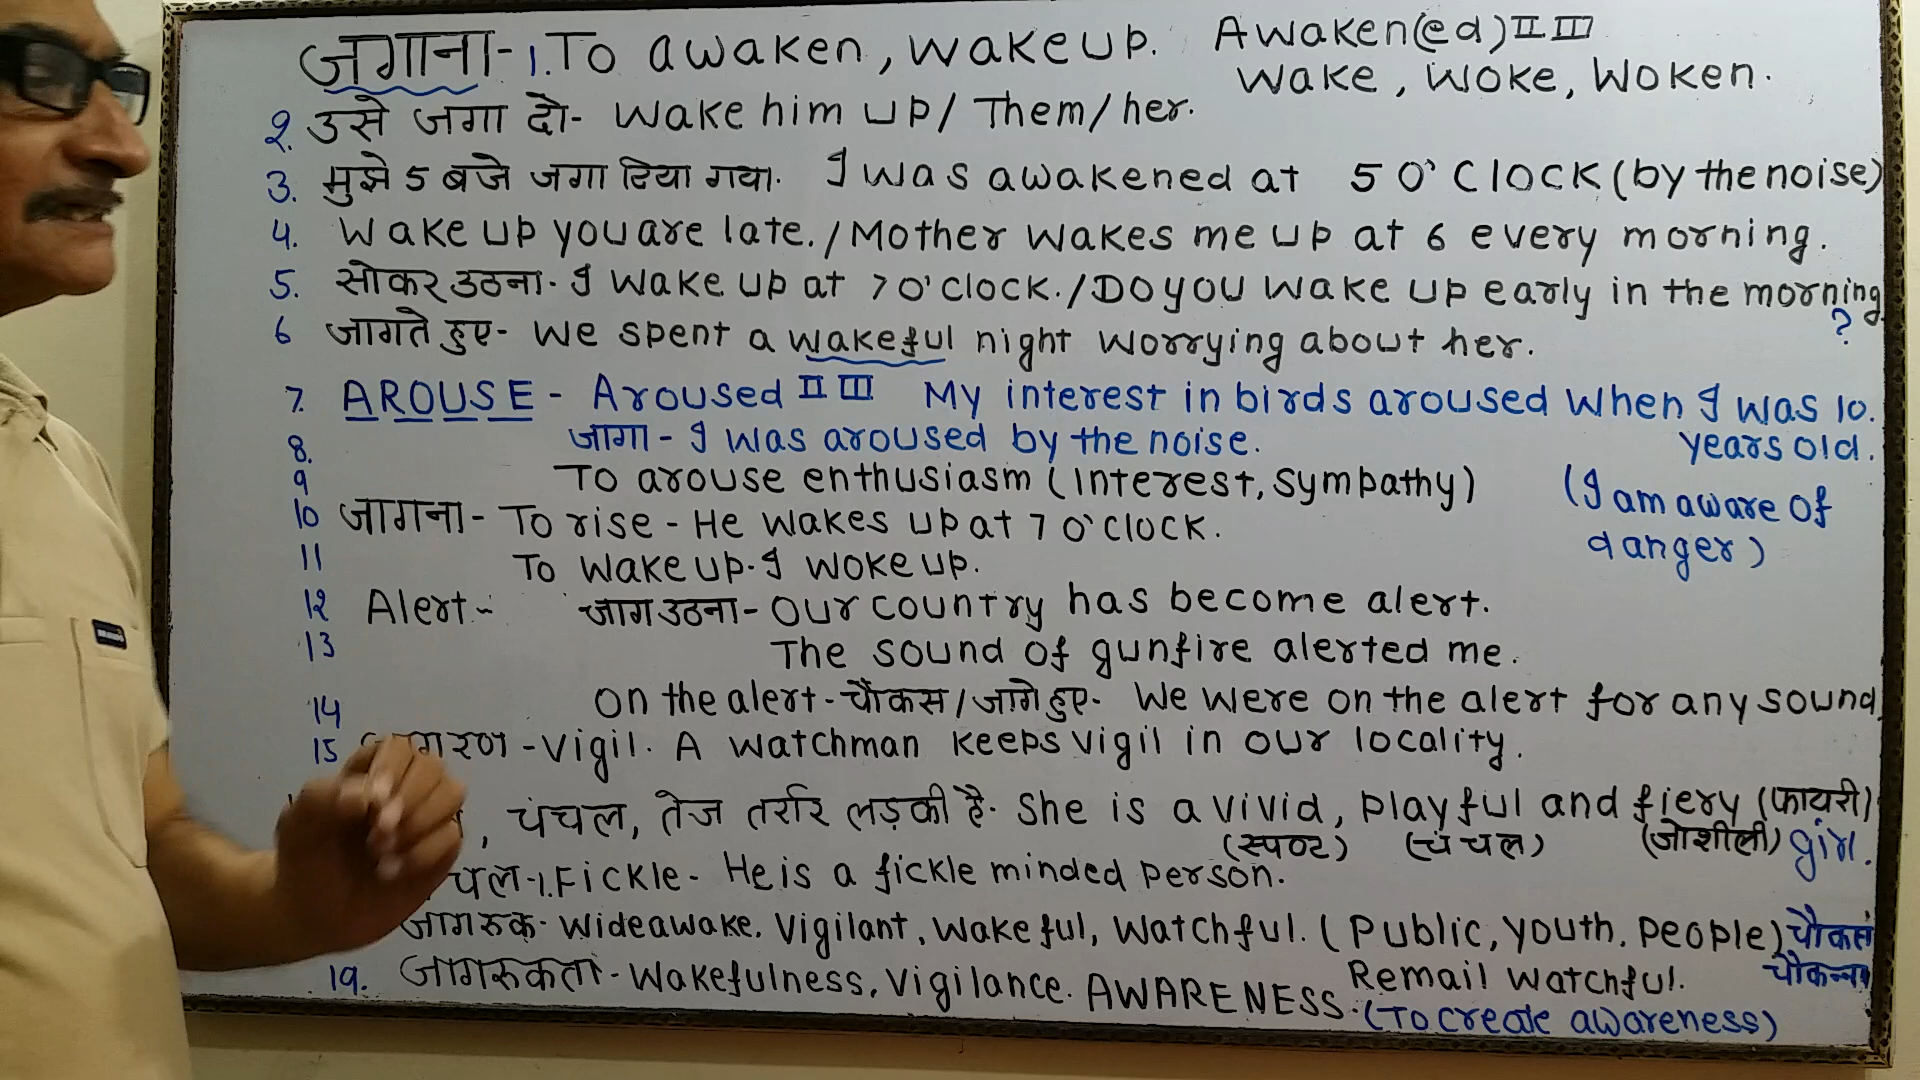 जगाना- 1. To awaken, wake up. Awaken(ed) II III
Wake, Woke, Woken.
2. उसे जगा दो- Wake him up/ Them/her.
3. मुझे 5 बजे जगा दिया गया. I was awakened at 5 O'Clock (by the noise)
4. Wake up you are late./Mother wakes me up at 6 every morning.
5. सोकर उठना- I wake up at 7 o'clock./Do you wake up early in the morning?
6 जागते हुए- We spent a wakeful night worrying about her.
7. AROUSE - Aroused II III My interest in birds aroused when I was 10.
years old.
8. जागा - I was aroused by the noise.
9 To arouse enthusiasm (interest, sympathy)
(I am aware of danger)
10 जागना- To rise - He wakes up at 7 o'clock.
11 To wake up. I woke up.
12 Alert- जाग उठना- Our country has become alert.
13 The sound of gunfire alerted me.
14 On the alert- चौकस/जागे हुए- We were on the alert for any sound.
15 -Vigil. A watchman keeps vigil in our locality.
, चंचल, तेज तर्रार लड़की है. She is a vivid, playful and fiery (फायरी)
(स्पष्ट) (चंचल) (जोशीली) girl.
1. Fickle- He is a fickle minded person.
जागरुक- Wideawake. Vigilant, wakeful, watchful. (Public, youth, people) चौकस
Remail watchful. चौकन्ना
19. जागरुकता- Wakefulness, Vigilance. AWARENESS.
(To create awareness)